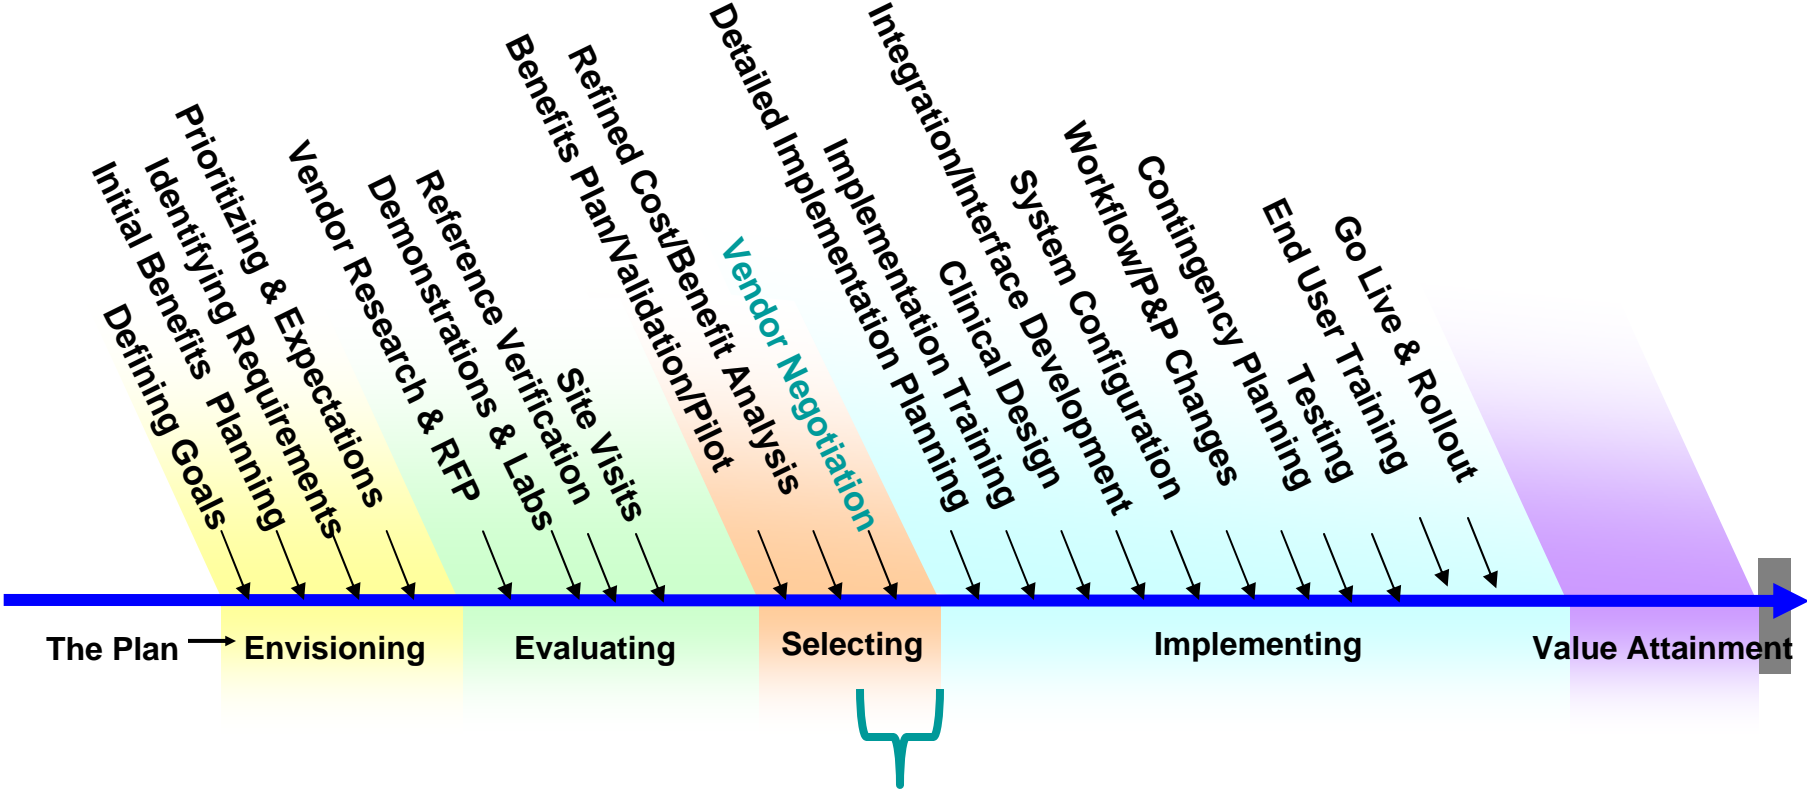 Defining Goals
Initial Benefits Planning
Identifying Requirements
Prioritizing & Expectations
Vendor Research & RFP
Demonstrations & Labs
Reference Verification
Site Visits
Benefits Plan/Validation/Pilot
Refined Cost/Benefit Analysis
Vendor Negotiation
Detailed Implementation Planning
Implementation Training
Clinical Design
Integration/Interface Development
System Configuration
Workflow/P&P Changes
Contingency Planning
Testing
End User Training
Go Live & Rollout
The Plan
Envisioning
Evaluating
Selecting
Implementing
Value Attainment